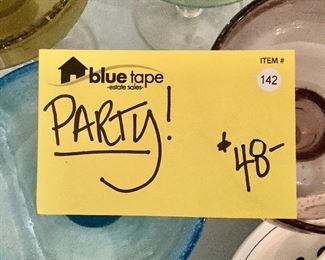 blue tape
-estate sales-
ITEM #
142
PARTY!
$48-